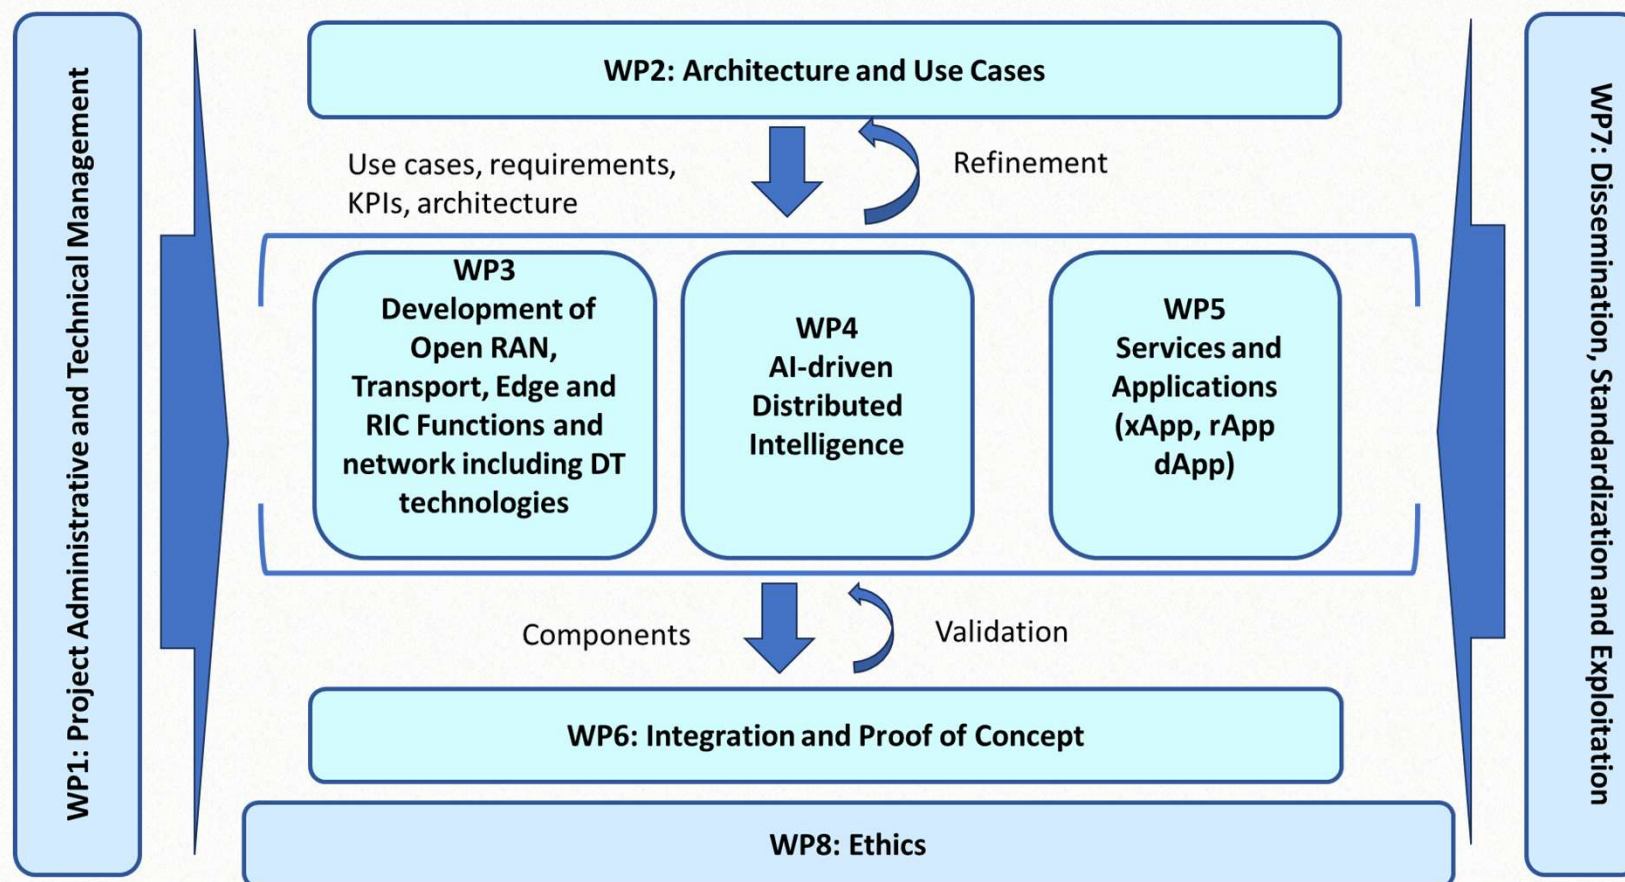 WP1: Project Administrative and Technical Management
WP2: Architecture and Use Cases
Use cases, requirements,
KPIs, architecture
Refinement
WP3
Development of
Open RAN,
Transport, Edge and
RIC Functions and
network including DT
technologies
WP4
AI-driven
Distributed
Intelligence
WP5
Services and
Applications
(xApp, rApp
dApp)
Components
Validation
WP6: Integration and Proof of Concept
WP8: Ethics
WP7: Dissemination, Standardization and Exploitation